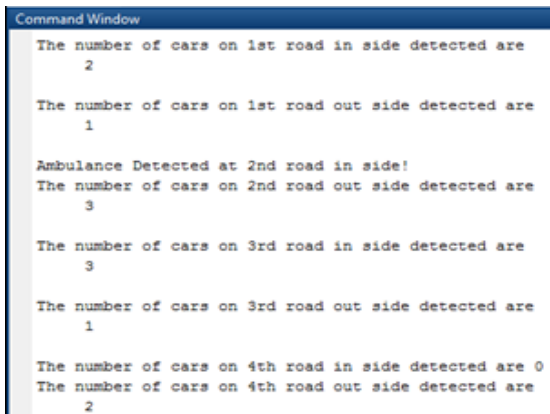 Command Window
The number of cars on 1st road in side detected are
2
The number of cars on 1st road out side detected are
1
Ambulance Detected at 2nd road in side!
The number of cars on 2nd road out side detected are
3
The number of cars on 3rd road in side detected are
3
The number of cars on 3rd road out side detected are
1
The number of cars on 4th road in side detected are 0
The number of cars on 4th road out side detected are
2